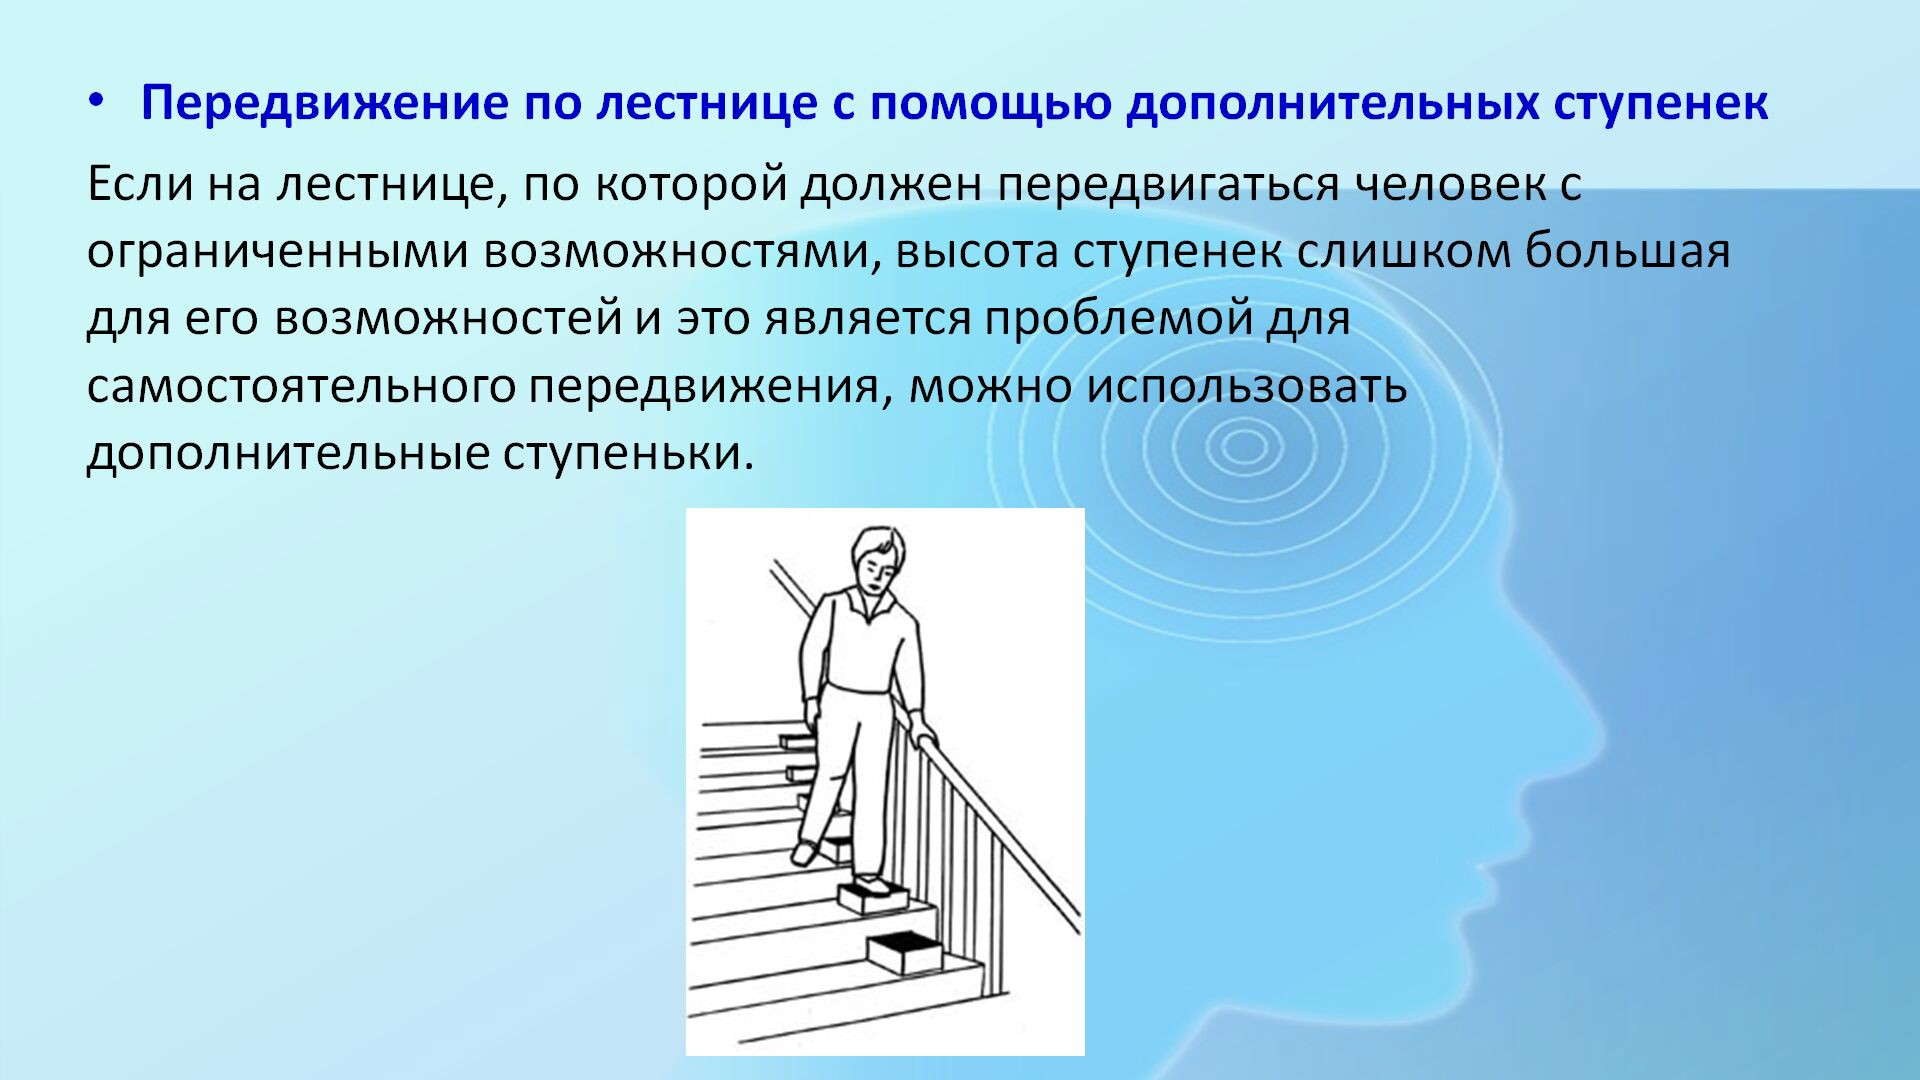 • Передвижение по лестнице с помощью дополнительных ступенек
Если на лестнице, по которой должен передвигаться человек с
ограниченными возможностями, высота ступенек слишком большая
для его возможностей и это является проблемой для
самостоятельного передвижения, можно использовать
дополнительные ступеньки.